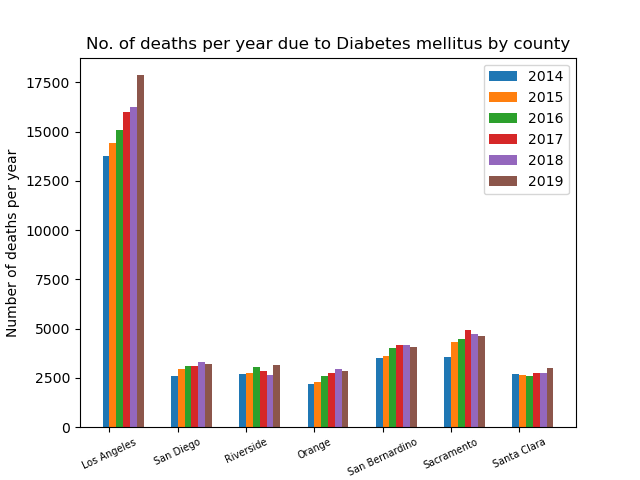 No. of deaths per year due to Diabetes mellitus by county
2014
2015
2016
2017
2018
2019
Number of deaths per year
17500
15000
12500
10000
7500
5000
2500
0
Los Angeles
San Diego
Riverside
Orange
San Bernardino
Sacramento
Santa Clara